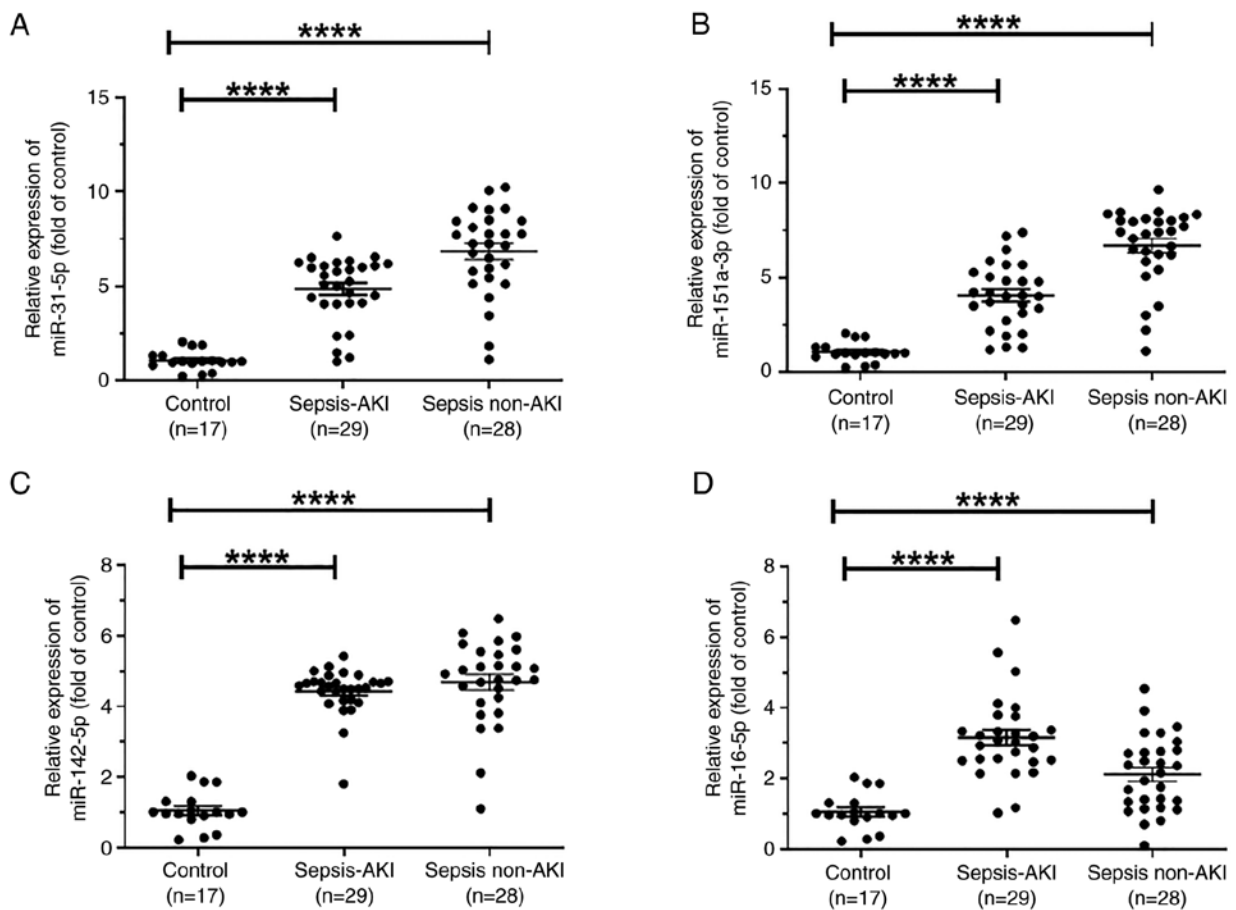 A
****
****
Relative expression of
miR-31-5p (fold of control)
15
10
5
0
Control
(n=17)
Sepsis-AKI
(n=29)
Sepsis non-AKI
(n=28)
B
****
****
Relative expression of
miR-151a-3p (fold of control)
15
10
5
0
Control
(n=17)
Sepsis-AKI
(n=29)
Sepsis non-AKI
(n=28)
C
****
****
Relative expression of
miR-142-5p (fold of control)
8
6
4
2
0
Control
(n=17)
Sepsis-AKI
(n=29)
Sepsis non-AKI
(n=28)
D
****
****
Relative expression of
miR-16-5p (fold of control)
8
6
4
2
0
Control
(n=17)
Sepsis-AKI
(n=29)
Sepsis non-AKI
(n=28)